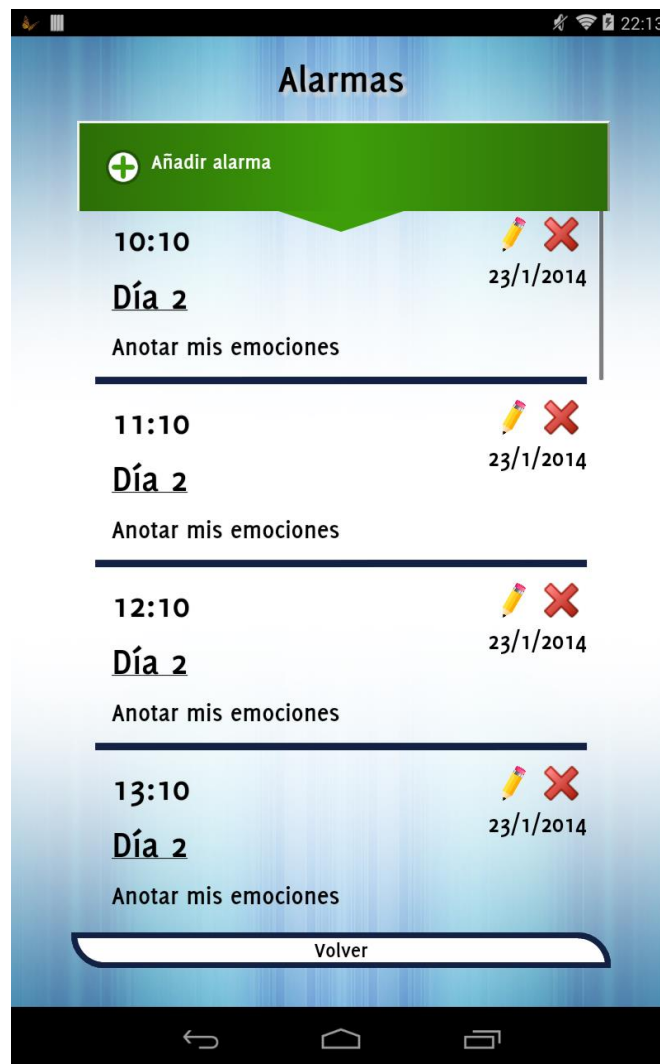 22:13
Alarmas
Añadir alarma
10:10
23/1/2014
Día 2
Anotar mis emociones
11:10
23/1/2014
Día 2
Anotar mis emociones
12:10
23/1/2014
Día 2
Anotar mis emociones
13:10
23/1/2014
Día 2
Anotar mis emociones
Volver